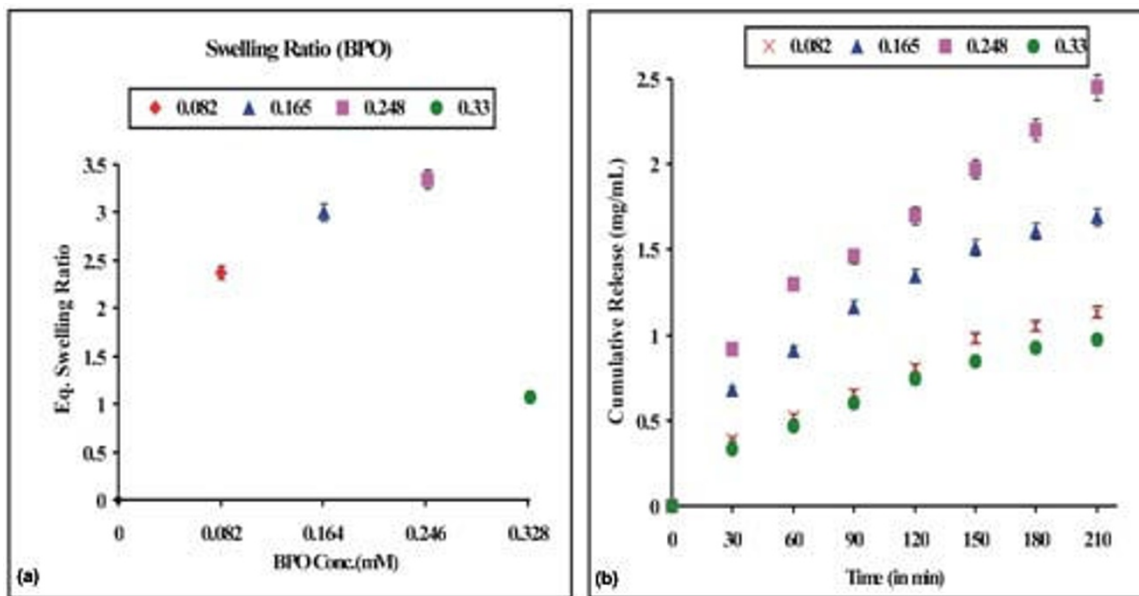 Swelling Ratio (BPO)
0.082 0.165 0.248 0.33
3.5
3
2.5
2
1.5
1
0.5
0
Eq. Swelling Ratio
0 0.082 0.164 0.246 0.328
BPO Conc.(mM)
(a)
0.082 0.165 0.248 0.33
2.5
2
1.5
1
0.5
0
Cumulative Release (mg/mL)
0 30 60 90 120 150 180 210
Time (in min)
(b)